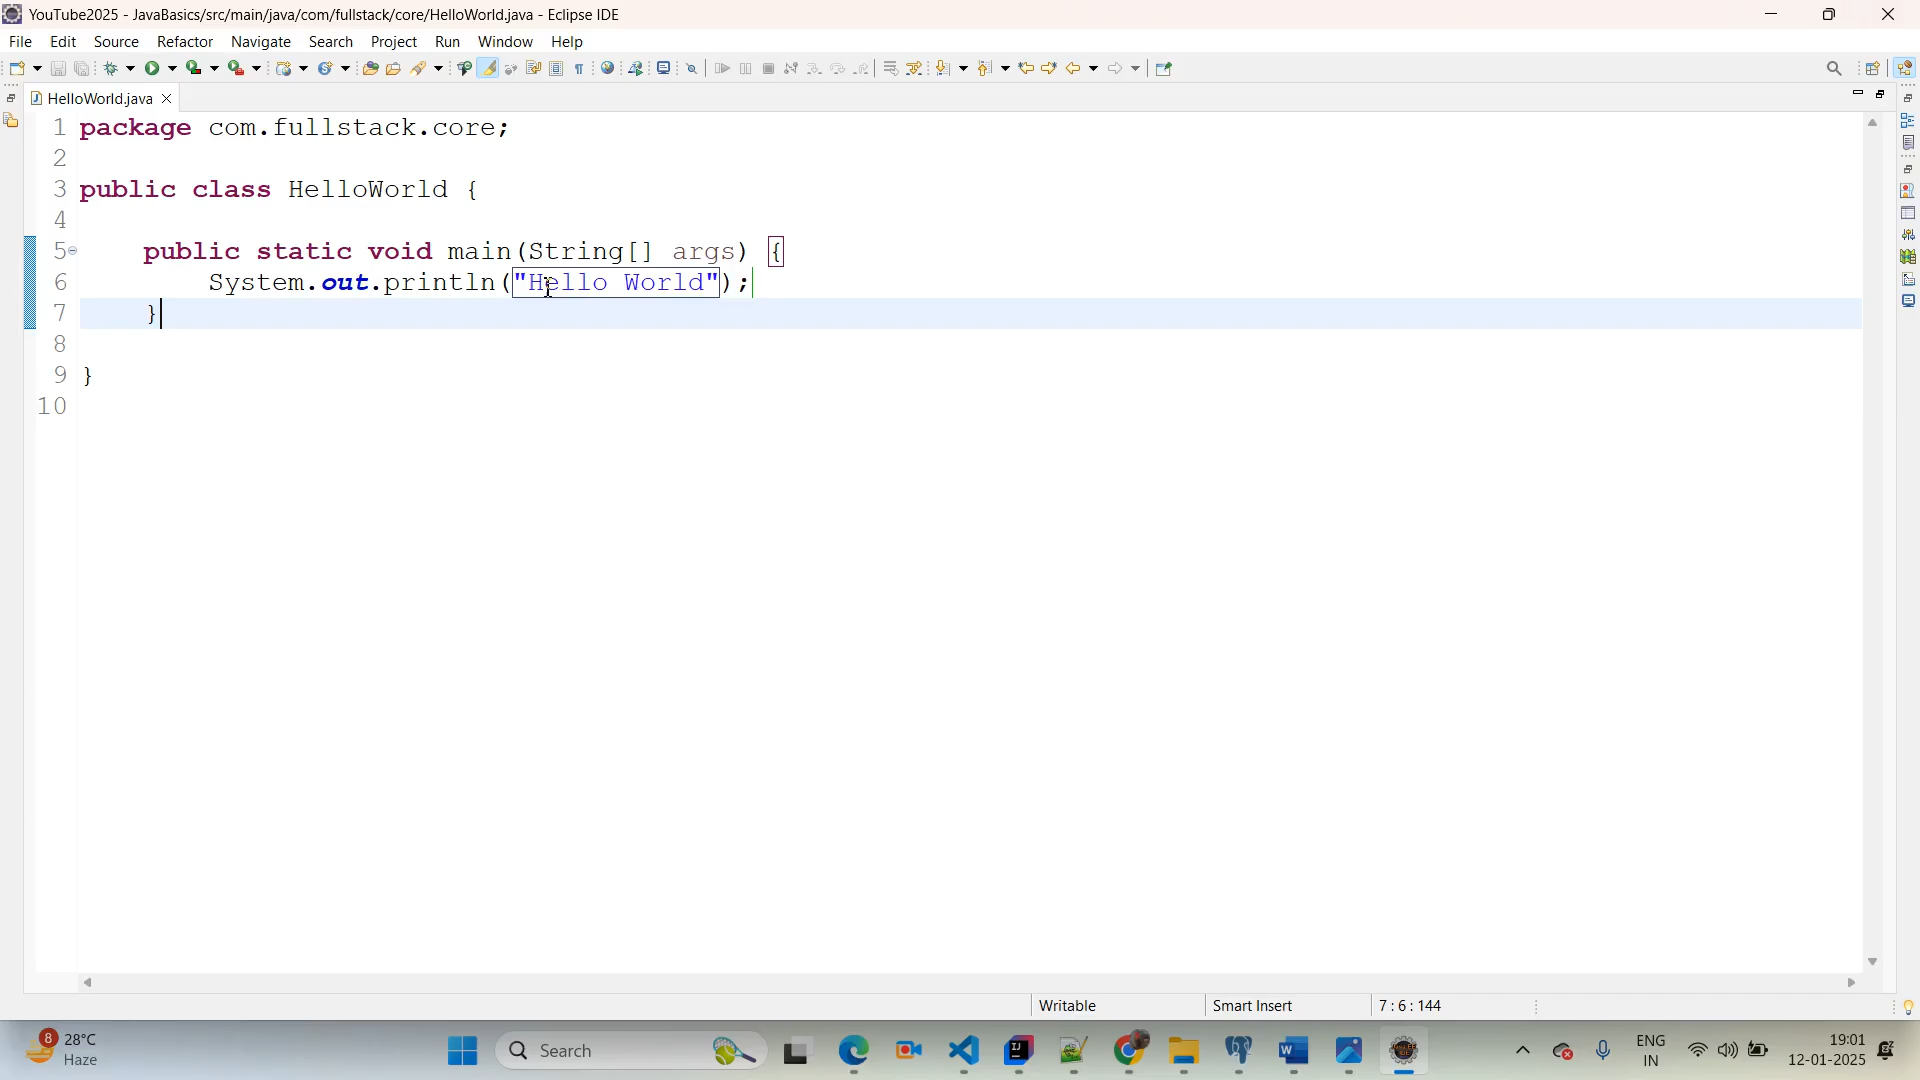 YouTube2025 - JavaBasics/src/main/java/com/fullstack/core/HelloWorld.java - Eclipse IDE
File Edit Source Refactor Navigate Search Project Run Window Help
HelloWorld.java
1 package com.fullstack.core;
2
3 public class HelloWorld {
4
5 public static void main(String[] args) {
6 System.out.println("Hello World");
7 }
8
9 }
10
Writable Smart Insert 7 : 6 : 144
8 28°C
Haze
Search
ENG
IN
19:01
12-01-2025